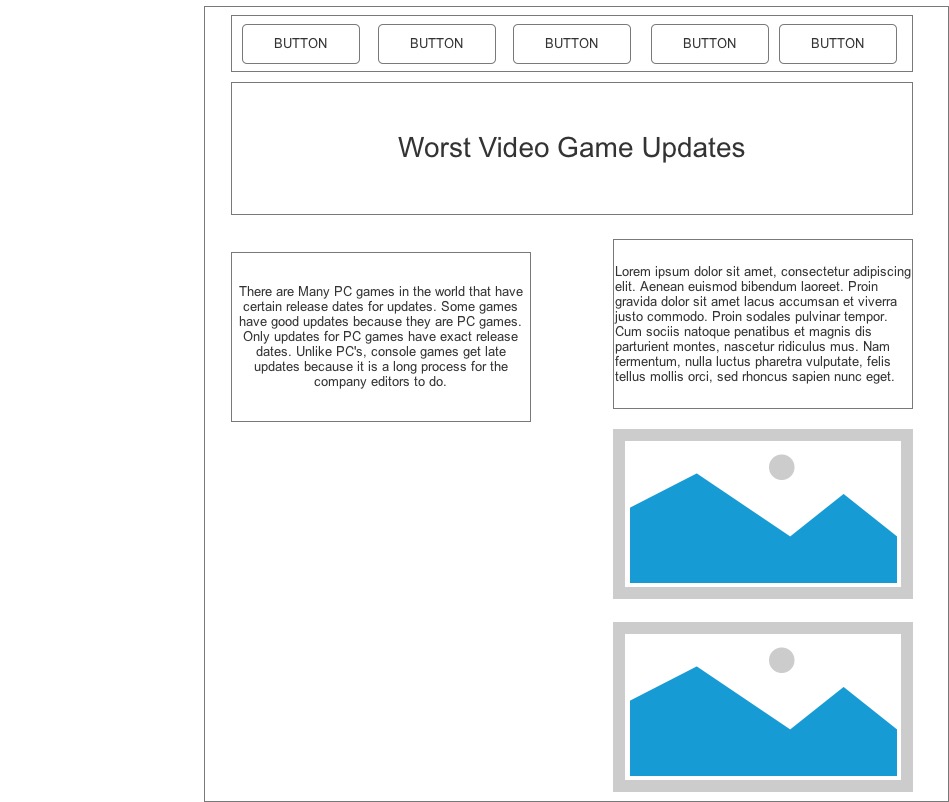 BUTTON BUTTON BUTTON BUTTON BUTTON
Worst Video Game Updates
There are Many PC games in the world that have
certain release dates for updates. Some games
have good updates because they are PC games.
Only updates for PC games have exact release
dates. Unlike PC's, console games get late
updates because it is a long process for the
company editors to do.
Lorem ipsum dolor sit amet, consectetur adipiscing
elit. Aenean euismod bibendum laoreet. Proin
gravida dolor sit amet lacus accumsan et viverra
justo commodo. Proin sodales pulvinar tempor.
Cum sociis natoque penatibus et magnis dis
parturient montes, nascetur ridiculus mus. Nam
fermentum, nulla luctus pharetra vulputate, felis
tellus mollis orci, sed rhoncus sapien nunc eget.